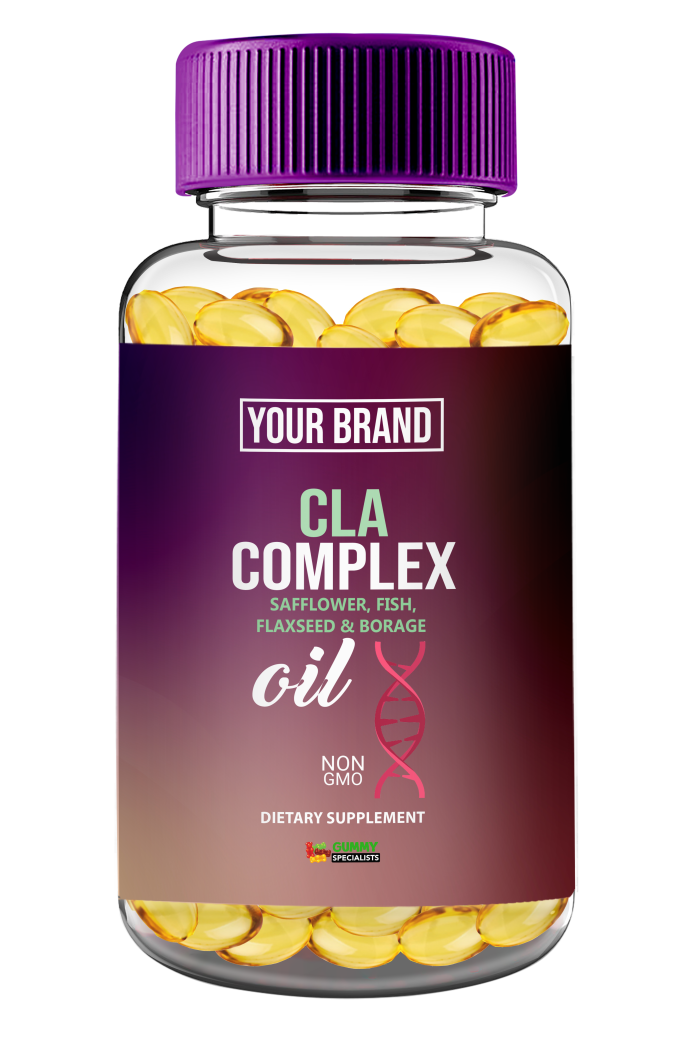 YOUR BRAND
CLA
COMPLEX
SAFFLOWER, FISH,
FLAXSEED & BORAGE
oil
NON
GMO
DIETARY SUPPLEMENT
GUMMY
SPECIALISTS